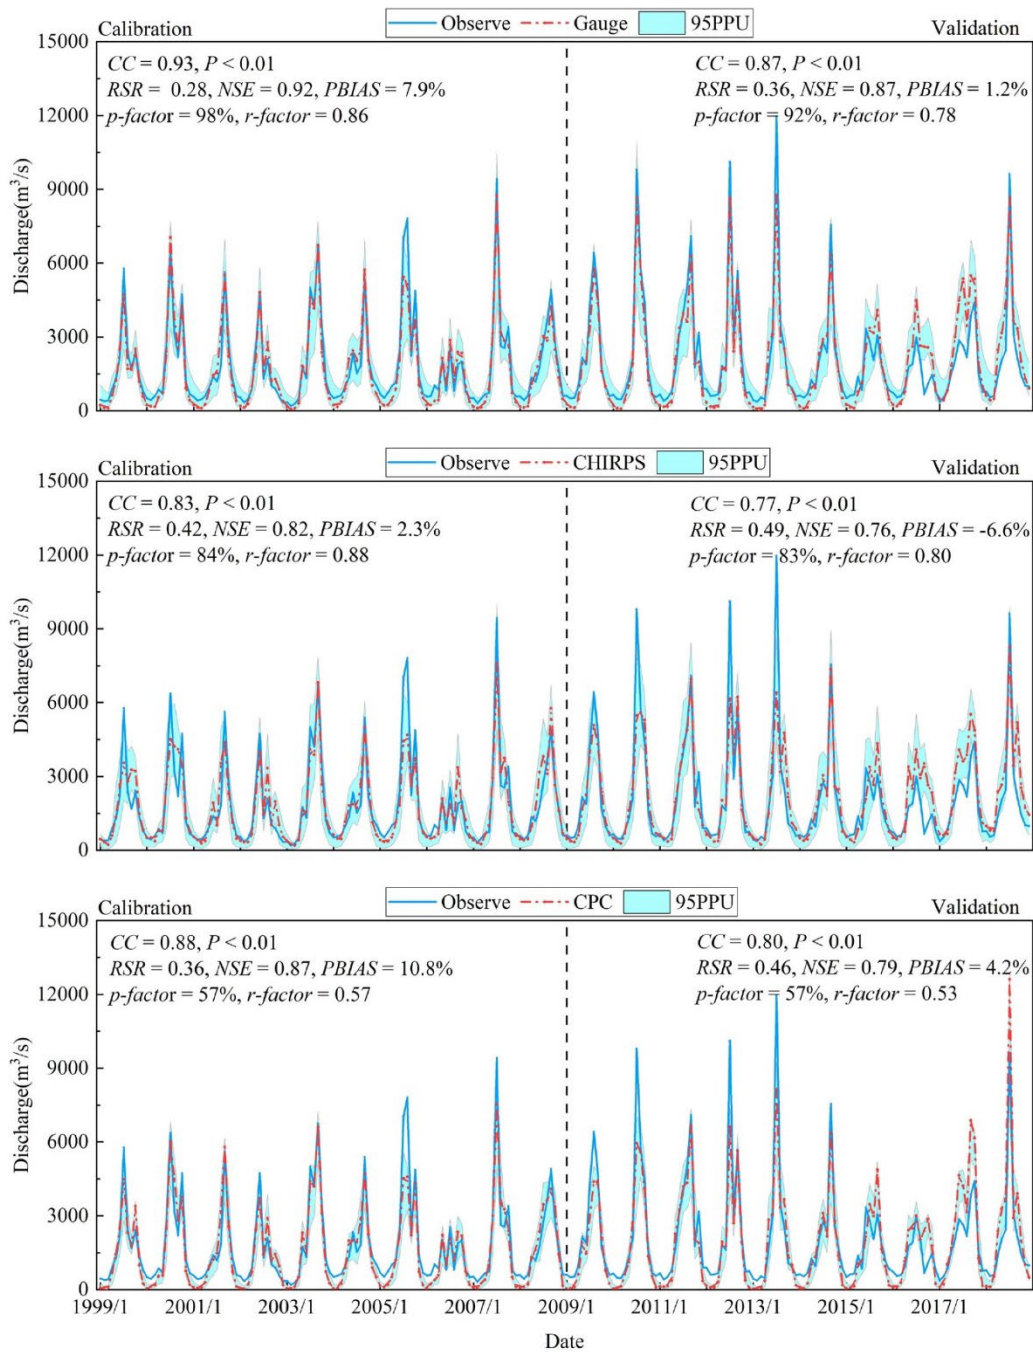 Observe Gauge 95PPU
Calibration Validation
15000
CC = 0.93, P < 0.01 CC = 0.87, P < 0.01
RSR = 0.28, NSE = 0.92, PBIAS = 7.9% RSR = 0.36, NSE = 0.87, PBIAS = 1.2%
p-factor = 98%, r-factor = 0.86 p-factor = 92%, r-factor = 0.78
12000
9000
6000
3000
0
Discharge(m³/s)
Observe CHIRPS 95PPU
Calibration Validation
15000
CC = 0.83, P < 0.01 CC = 0.77, P < 0.01
RSR = 0.42, NSE = 0.82, PBIAS = 2.3% RSR = 0.49, NSE = 0.76, PBIAS = -6.6%
p-factor = 84%, r-factor = 0.88 p-factor = 83%, r-factor = 0.80
12000
9000
6000
3000
0
Discharge(m³/s)
Observe CPC 95PPU
Calibration Validation
15000
CC = 0.88, P < 0.01 CC = 0.80, P < 0.01
RSR = 0.36, NSE = 0.87, PBIAS = 10.8% RSR = 0.46, NSE = 0.79, PBIAS = 4.2%
p-factor = 57%, r-factor = 0.57 p-factor = 57%, r-factor = 0.53
12000
9000
6000
3000
0
Discharge(m³/s)
1999/1 2001/1 2003/1 2005/1 2007/1 2009/1 2011/1 2013/1 2015/1 2017/1
Date